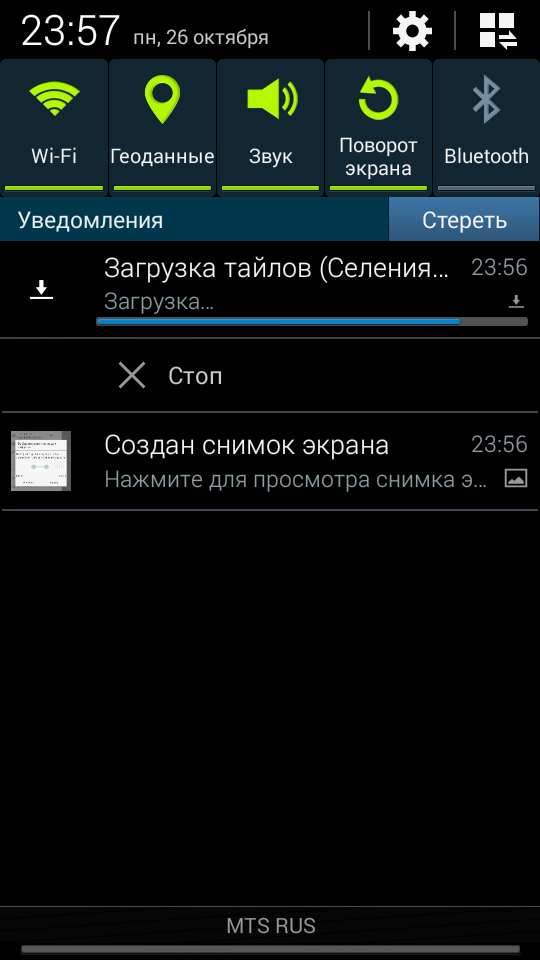 23:57 пн, 26 октября
Wi-Fi
Геоданные
Звук
Поворот
экрана
Bluetooth
Уведомления
Стереть
Загрузка тайлов (Селения... 23:56
Загрузка...
Стоп
Создан снимок экрана 23:56
Нажмите для просмотра снимка э...
MTS RUS